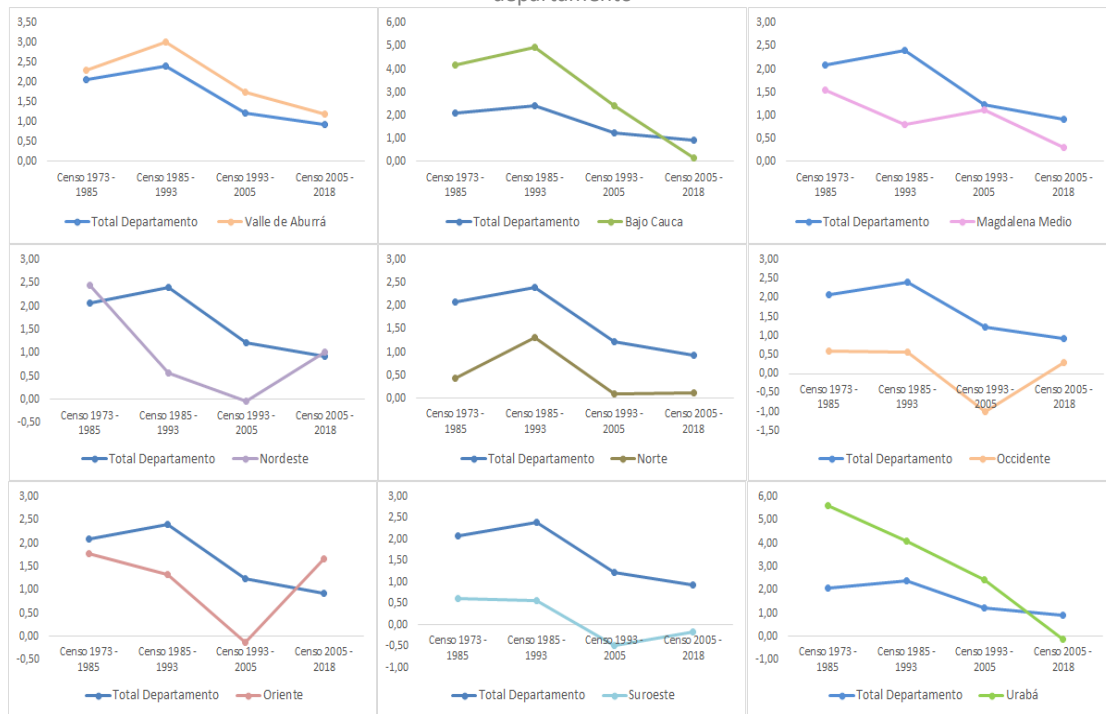 departamento
3,50
3,00
2,50
2,00
1,50
1,00
0,50
0,00
Censo 1973 - 1985
Censo 1985 - 1993
Censo 1993 - 2005
Censo 2005 - 2018
Total Departamento
Valle de Aburrá
6,00
5,00
4,00
3,00
2,00
1,00
0,00
Censo 1973 - 1985
Censo 1985 - 1993
Censo 1993 - 2005
Censo 2005 - 2018
Total Departamento
Bajo Cauca
3,00
2,50
2,00
1,50
1,00
0,50
0,00
Censo 1973 - 1985
Censo 1985 - 1993
Censo 1993 - 2005
Censo 2005 - 2018
Total Departamento
Magdalena Medio
3,00
2,50
2,00
1,50
1,00
0,50
0,00
-0,50
Censo 1973 - 1985
Censo 1985 - 1993
Censo 1993 - 2005
Censo 2005 - 2018
Total Departamento
Nordeste
3,00
2,50
2,00
1,50
1,00
0,50
0,00
Censo 1973 - 1985
Censo 1985 - 1993
Censo 1993 - 2005
Censo 2005 - 2018
Total Departamento
Norte
3,00
2,50
2,00
1,50
1,00
0,50
0,00
-0,50
-1,00
-1,50
Censo 1973 - 1985
Censo 1985 - 1993
Censo 1993 - 2005
Censo 2005 - 2018
Total Departamento
Occidente
3,00
2,50
2,00
1,50
1,00
0,50
0,00
-0,50
Censo 1973 - 1985
Censo 1985 - 1993
Censo 1993 - 2005
Censo 2005 - 2018
Total Departamento
Oriente
3,00
2,50
2,00
1,50
1,00
0,50
0,00
-0,50
-1,00
Censo 1973 - 1985
Censo 1985 - 1993
Censo 1993 - 2005
Censo 2005 - 2018
Total Departamento
Suroeste
6,00
5,00
4,00
3,00
2,00
1,00
0,00
-1,00
Censo 1973 - 1985
Censo 1985 - 1993
Censo 1993 - 2005
Censo 2005 - 2018
Total Departamento
Urabá